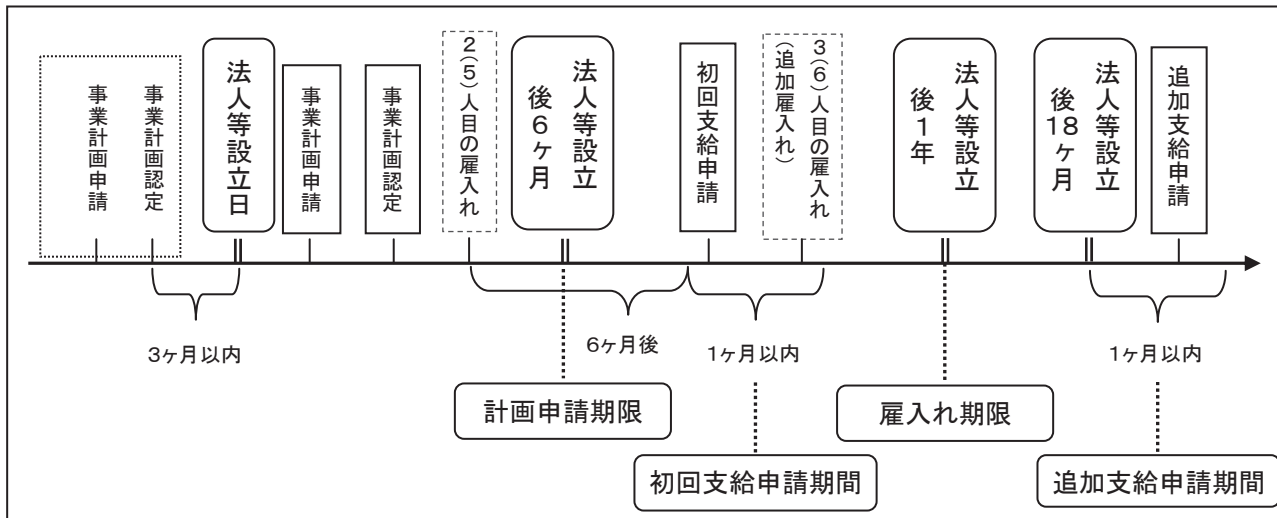 事業計画申請
事業計画認定
法人等設立日
事業計画申請
事業計画認定
2(5)人目の雇入れ
法人等設立
後6ヶ月
初回支給申請
3(6)人目の雇入れ
(追加雇入れ)
法人等設立
後1年
法人等設立
後18ヶ月
追加支給申請
3ヶ月以内
6ヶ月後
1ヶ月以内
1ヶ月以内
計画申請期限
雇入れ期限
初回支給申請期間
追加支給申請期間